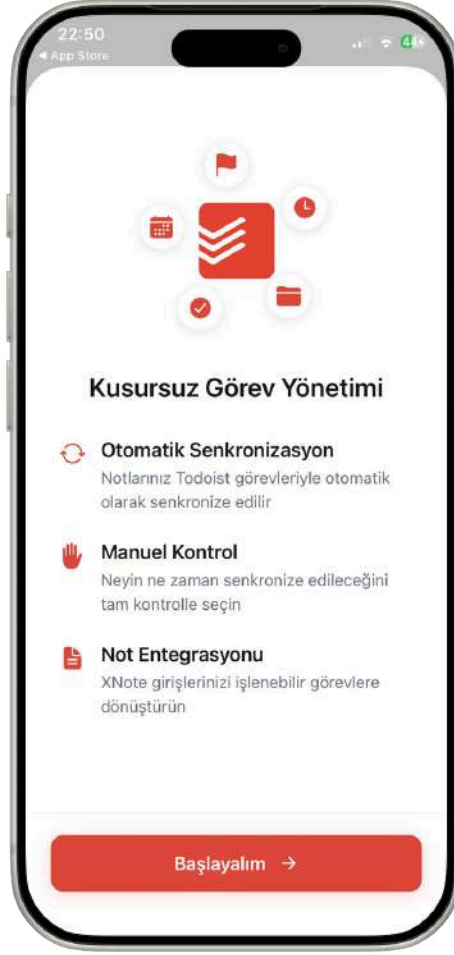 22:50
◀ App Store
Kusursuz Görev Yönetimi
Otomatik Senkronizasyon
Notlarınız Todoist görevleriyle otomatik
olarak senkronize edilir
Manuel Kontrol
Neyin ne zaman senkronize edileceğini
tam kontrolle seçin
Not Entegrasyonu
XNote girişlerinizi işlenebilir görevlere
dönüştürün
Başlayalım →